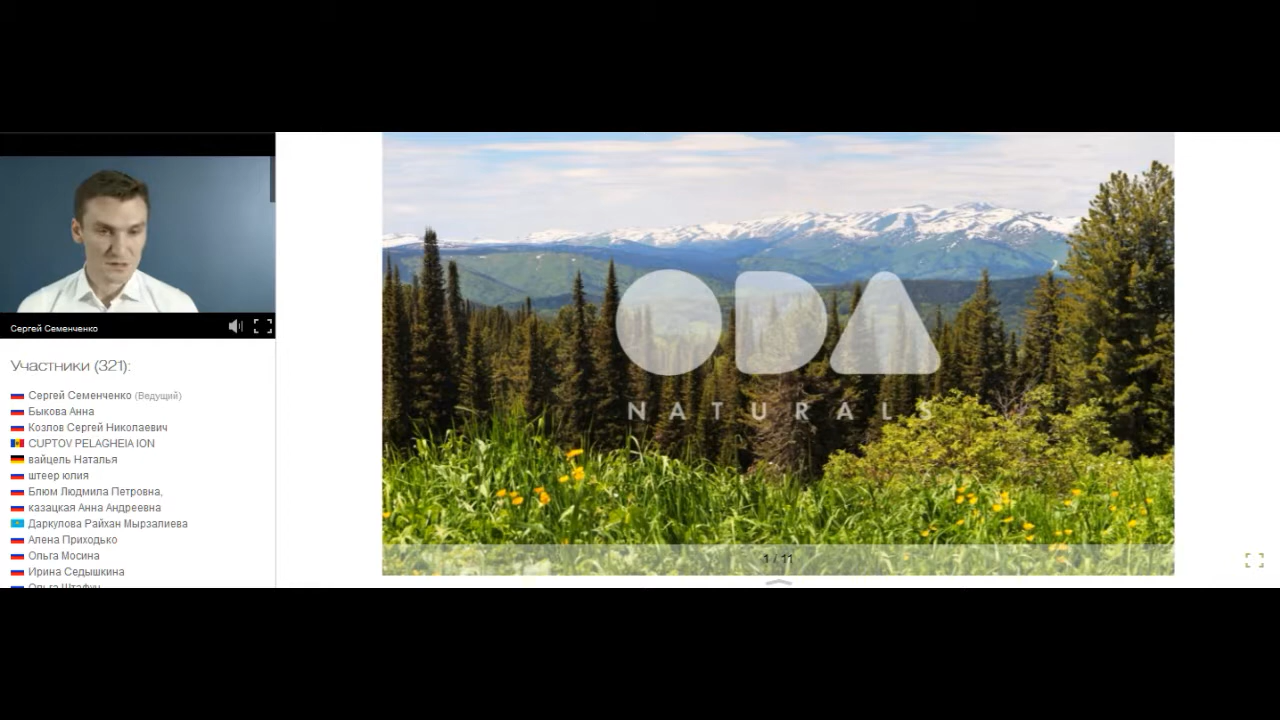 Сергей Семенченко
Участники (321):
Сергей Семенченко (Ведущий)
Быкова Анна
Козлов Сергей Николаевич
CUPTOV PELAGHEIA ION
вайцель Наталья
штеер юлия
Блюм Людмила Петровна,
казацкая Анна Андреевна
Даркулова Райхан Мырзалиева
Алена Приходько
Ольга Мосина
Ирина Седышкина
ODA
NATURALS
1 / 11